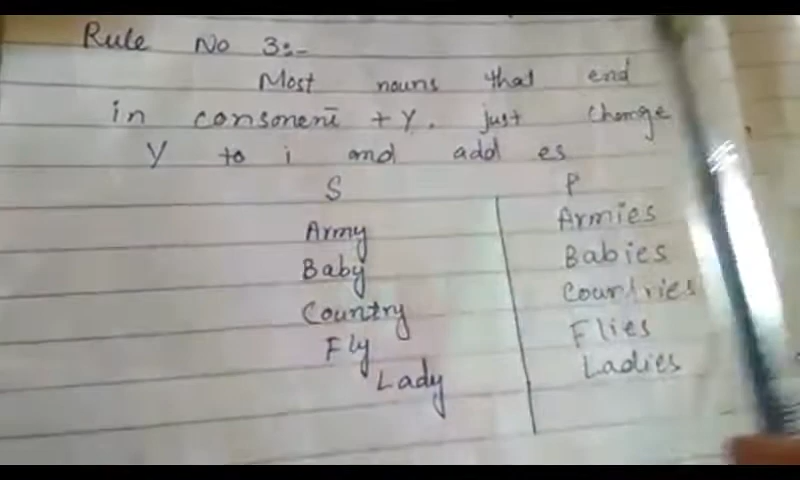 Rule No 3:-
Most nouns that end
in consonent + Y. just change
Y to i and add es
S P
Army Armies
Baby Babies
Country Countries
Fly Flies
Lady Ladies